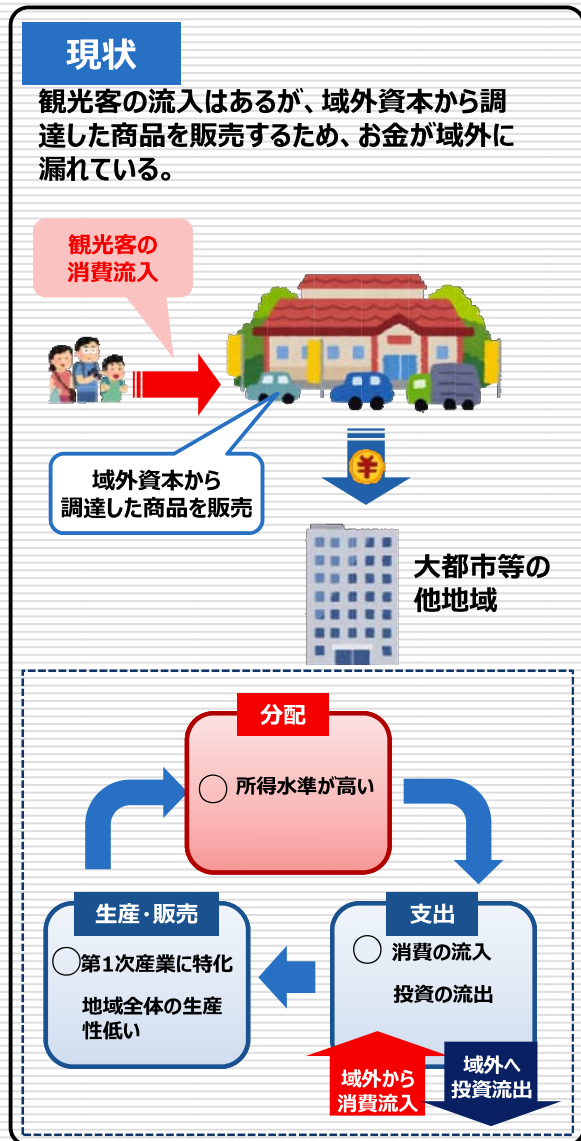 現状
観光客の流入はあるが、域外資本から調
達した商品を販売するため、お金が域外に
漏れている。
観光客の
消費流入
域外資本から
調達した商品を販売
¥
大都市等の
他地域
分配
○ 所得水準が高い
生産・販売
○第1次産業に特化
地域全体の生産
性低い
支出
○ 消費の流入
投資の流出
域外から
消費流入
域外へ
投資流出